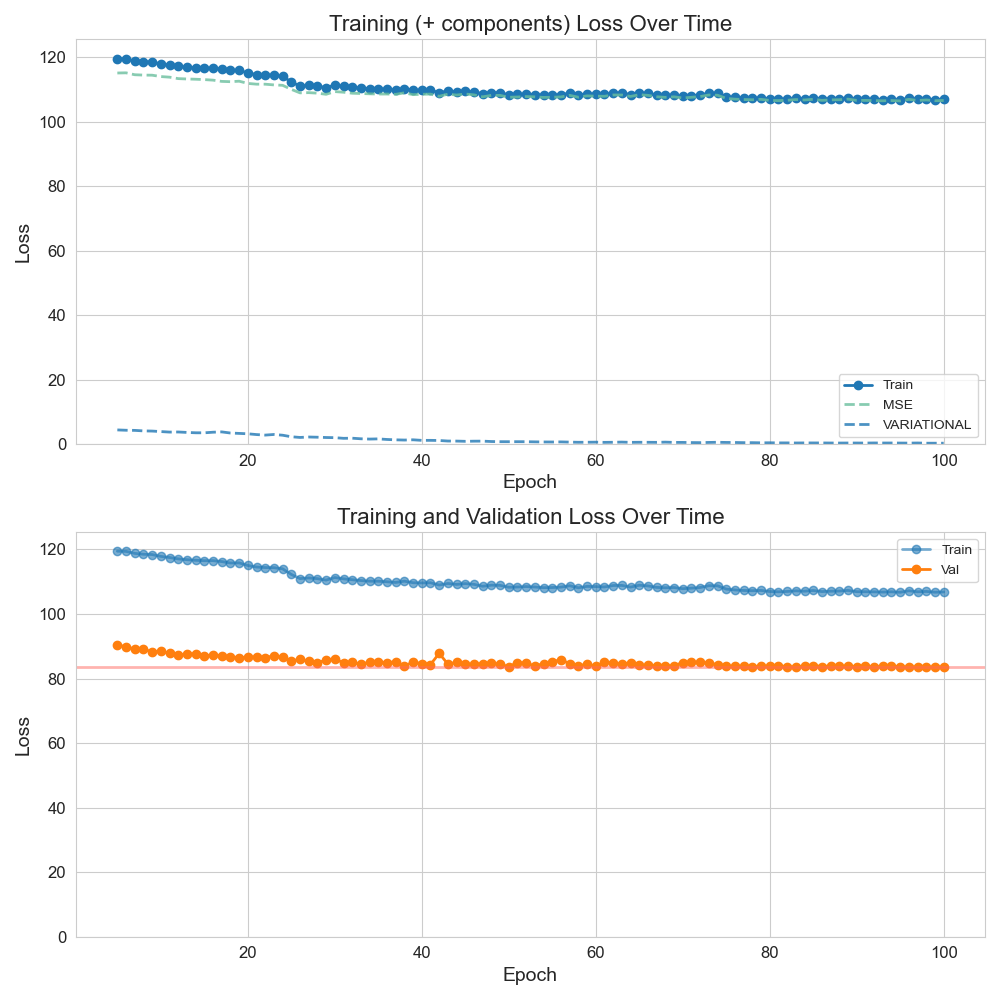 Training (+ components) Loss Over Time
120
100
80
60
40
20
0
Loss
Train
MSE
VARIATIONAL
20 40 60 80 100
Epoch
Training and Validation Loss Over Time
120
100
80
60
40
20
0
Loss
Train
Val
20 40 60 80 100
Epoch